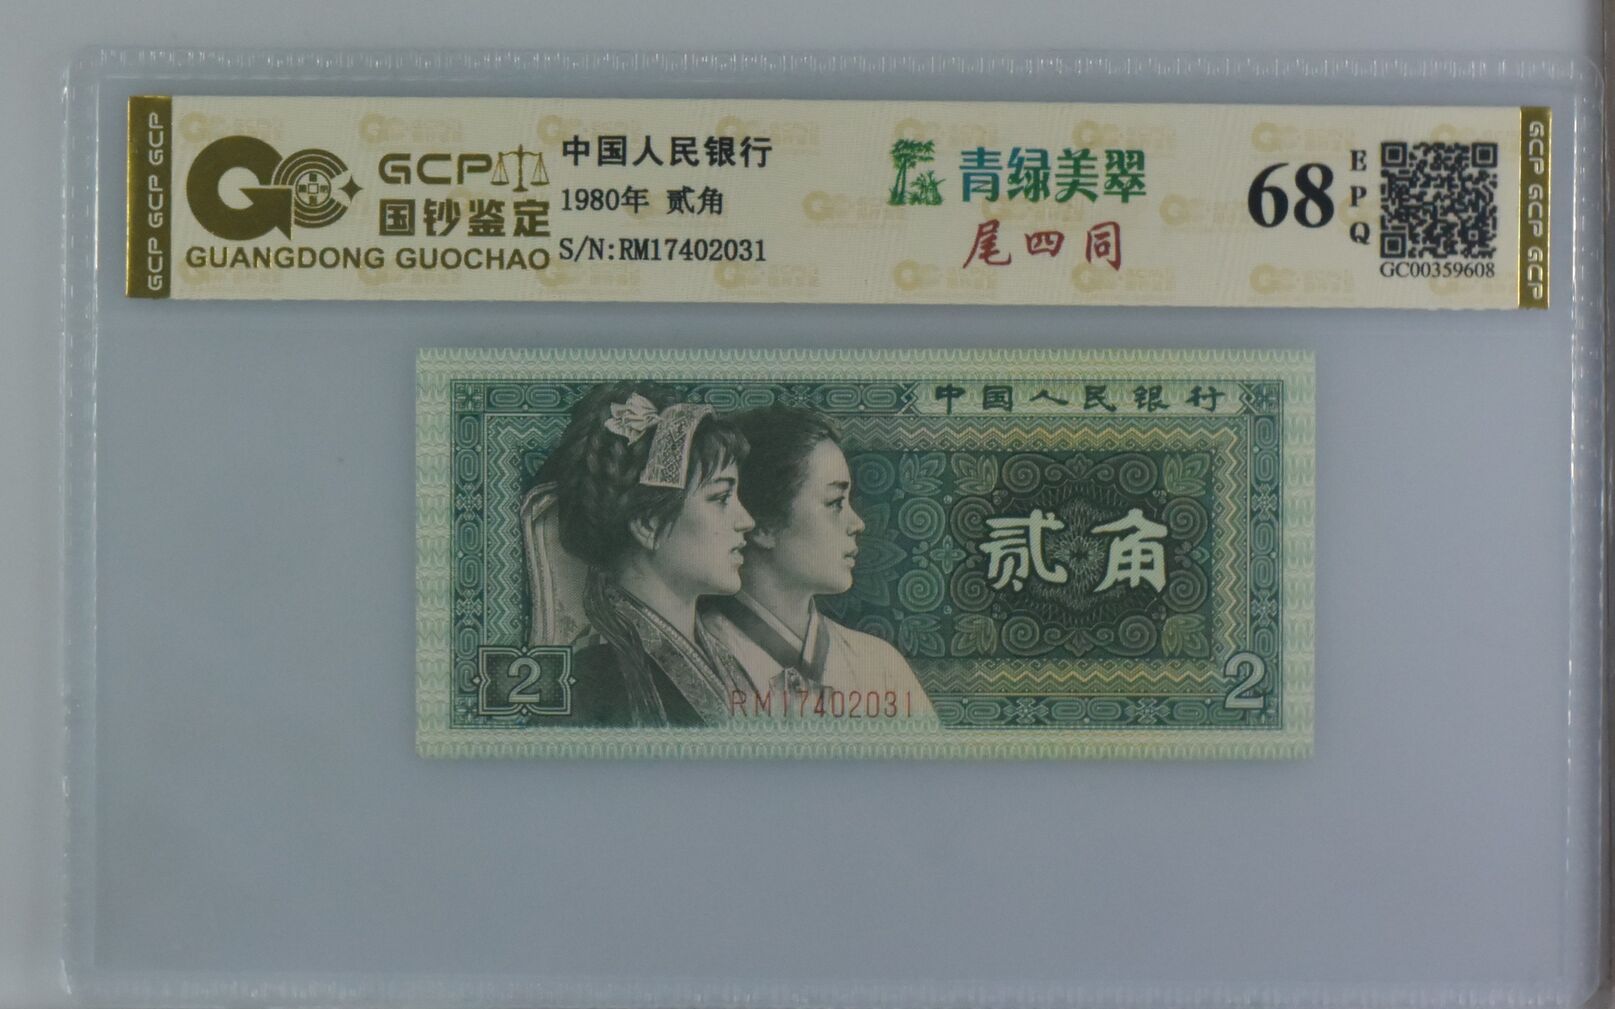 GCP GCP GCP
GCP
国钞鉴定
GUANGDONG GUOCHAO
中国人民银行
1980年 贰角
S/N:RM17402031
青绿美翠
尾四同
68
EPQ
GC00359608
GCP GCP GCP
中国人民银行
贰角
2
RM17402031
2